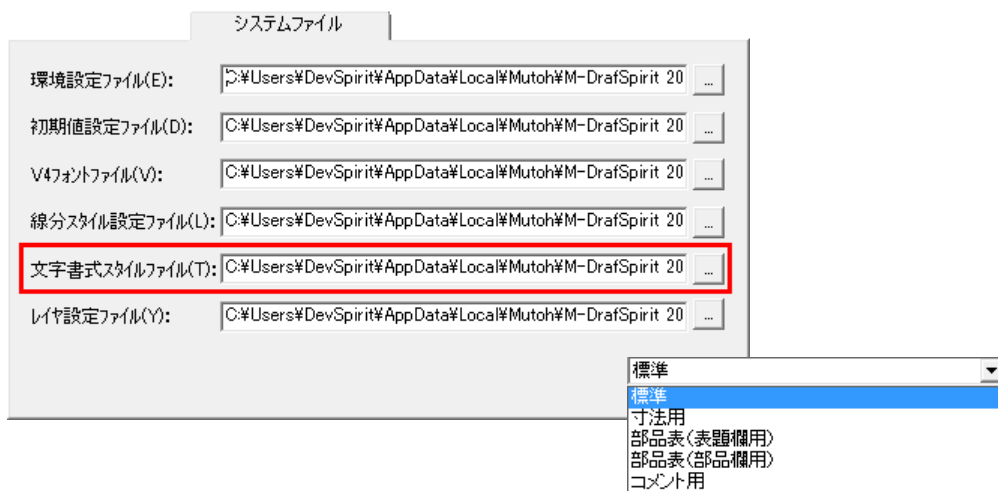 システムファイル
環境設定ファイル(E): C:¥Users¥DevSpirit¥AppData¥Local¥Mutoh¥M-DrafSpirit 20 ...
初期値設定ファイル(D): C:¥Users¥DevSpirit¥AppData¥Local¥Mutoh¥M-DrafSpirit 20 ...
V4フォントファイル(V): C:¥Users¥DevSpirit¥AppData¥Local¥Mutoh¥M-DrafSpirit 20 ...
線分スタイル設定ファイル(L): C:¥Users¥DevSpirit¥AppData¥Local¥Mutoh¥M-DrafSpirit 20 ...
文字書式スタイルファイル(T): C:¥Users¥DevSpirit¥AppData¥Local¥Mutoh¥M-DrafSpirit 20 ...
レイヤ設定ファイル(Y): C:¥Users¥DevSpirit¥AppData¥Local¥Mutoh¥M-DrafSpirit 20 ...
標準
標準
寸法用
部品表(表題欄用)
部品表(部品欄用)
コメント用